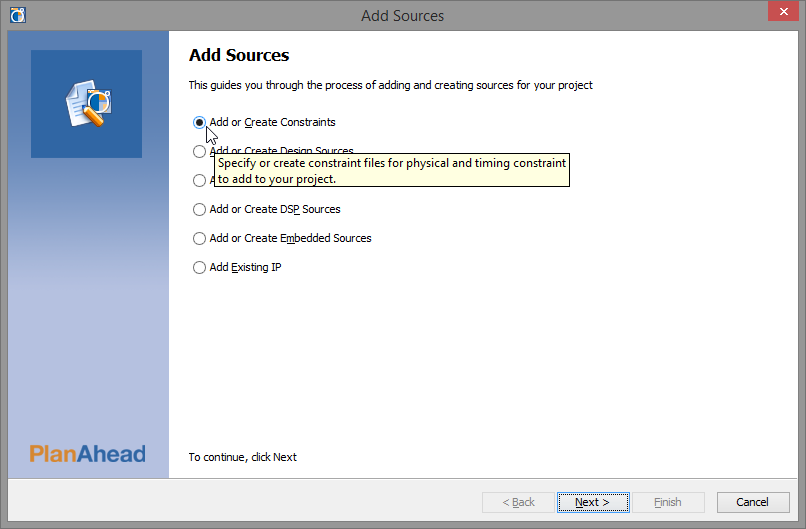 Add Sources
Add Sources
This guides you through the process of adding and creating sources for your project
Add or Create Constraints
Add or Create Design Sources
Specify or create constraint files for physical and timing constraint
to add to your project.
Add or Create DSP Sources
Add or Create Embedded Sources
Add Existing IP
PlanAhead
To continue, click Next
< Back
Next >
Finish
Cancel